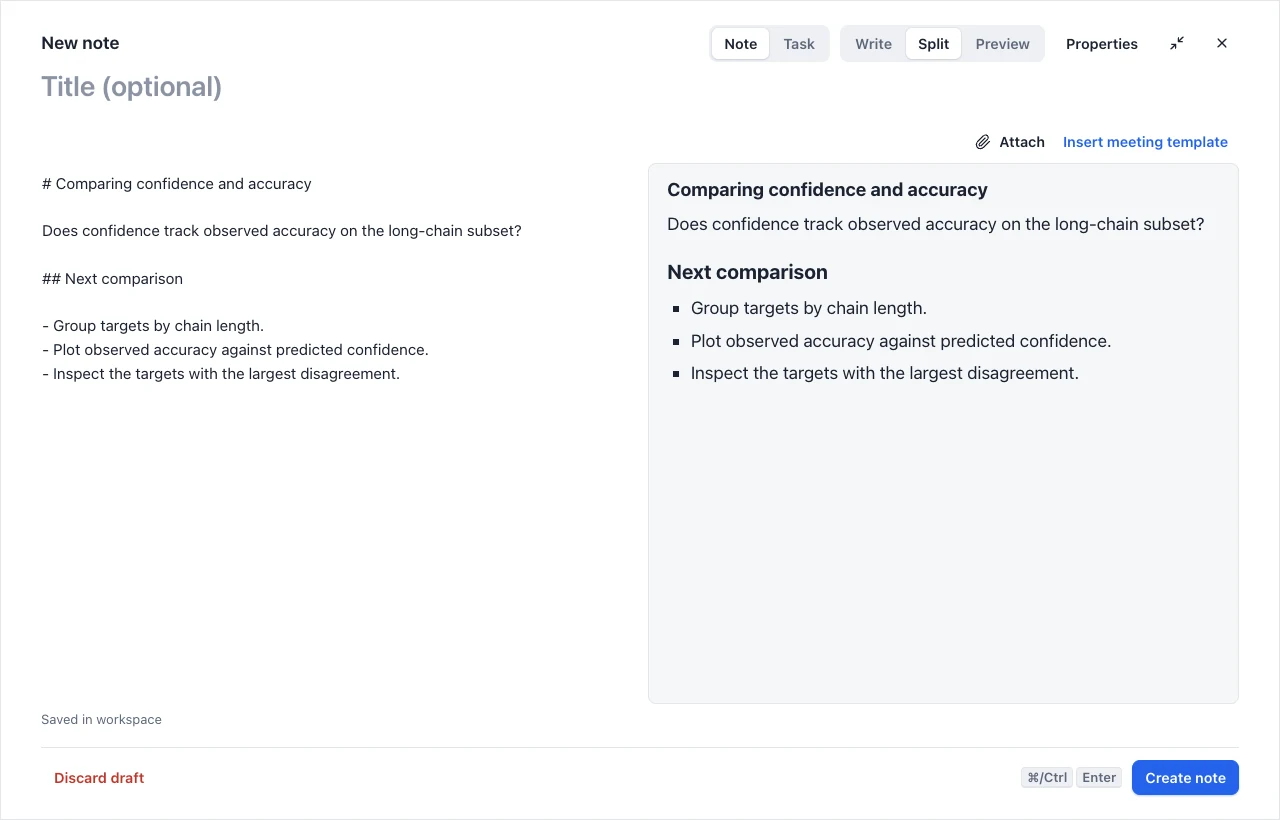 New note
Note Task Write Split Preview Properties
Title (optional)
Attach Insert meeting template
# Comparing confidence and accuracy
Does confidence track observed accuracy on the long-chain subset?
## Next comparison
- Group targets by chain length.
- Plot observed accuracy against predicted confidence.
- Inspect the targets with the largest disagreement.
Comparing confidence and accuracy
Does confidence track observed accuracy on the long-chain subset?
Next comparison
▪ Group targets by chain length.
▪ Plot observed accuracy against predicted confidence.
▪ Inspect the targets with the largest disagreement.
Saved in workspace
Discard draft
⌘/Ctrl Enter Create note